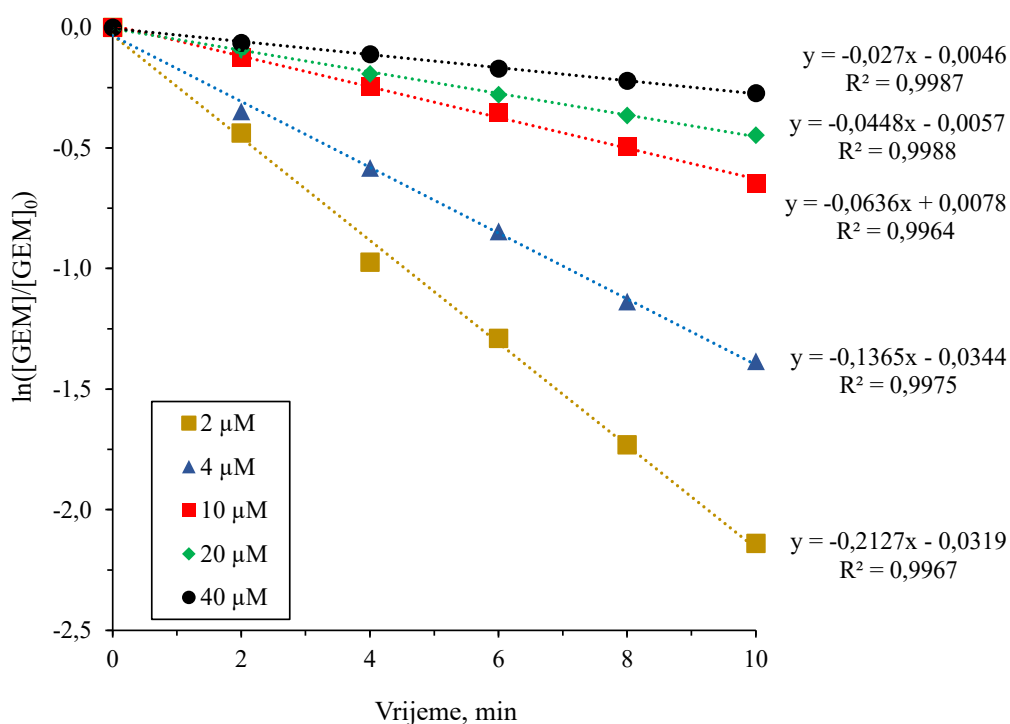 0,0
-0,5
-1,0
-1,5
-2,0
-2,5
0
2
4
6
8
10
ln([GEM]/[GEM]₀)
Vrijeme, min
2 µM
4 µM
10 µM
20 µM
40 µM
y = -0,027x - 0,0046
R² = 0,9987
y = -0,0448x - 0,0057
R² = 0,9988
y = -0,0636x + 0,0078
R² = 0,9964
y = -0,1365x - 0,0344
R² = 0,9975
y = -0,2127x - 0,0319
R² = 0,9967